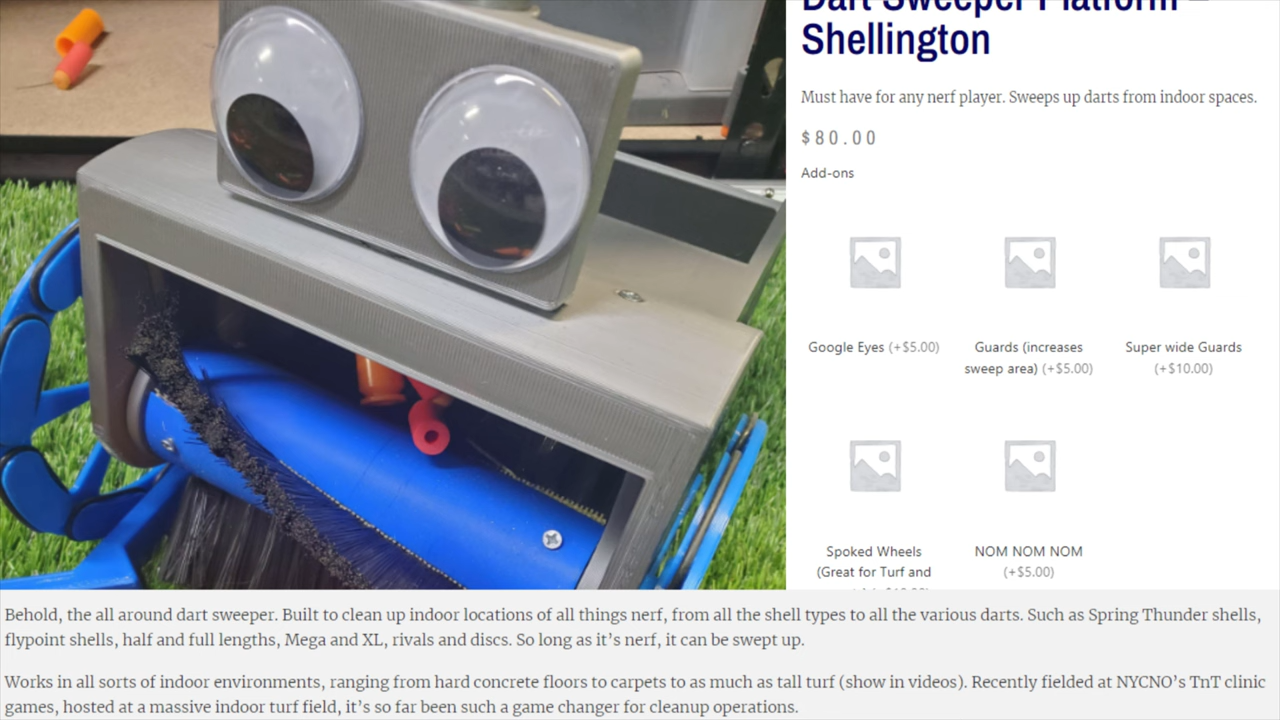 Dart Sweeper Platform –
Shellington
Must have for any nerf player. Sweeps up darts from indoor spaces.
$80.00
Add-ons
Google Eyes (+$5.00)
Guards (increases
sweep area) (+$5.00)
Super wide Guards
(+$10.00)
Spoked Wheels
(Great for Turf and
NOM NOM NOM
(+$5.00)
Behold, the all around dart sweeper. Built to clean up indoor locations of all things nerf, from all the shell types to all the various darts. Such as Spring Thunder shells,
flypoint shells, half and full lengths, Mega and XL, rivals and discs. So long as it’s nerf, it can be swept up.
Works in all sorts of indoor environments, ranging from hard concrete floors to carpets to as much as tall turf (show in videos). Recently fielded at NYCNO’s TnT clinic
games, hosted at a massive indoor turf field, it’s so far been such a game changer for cleanup operations.